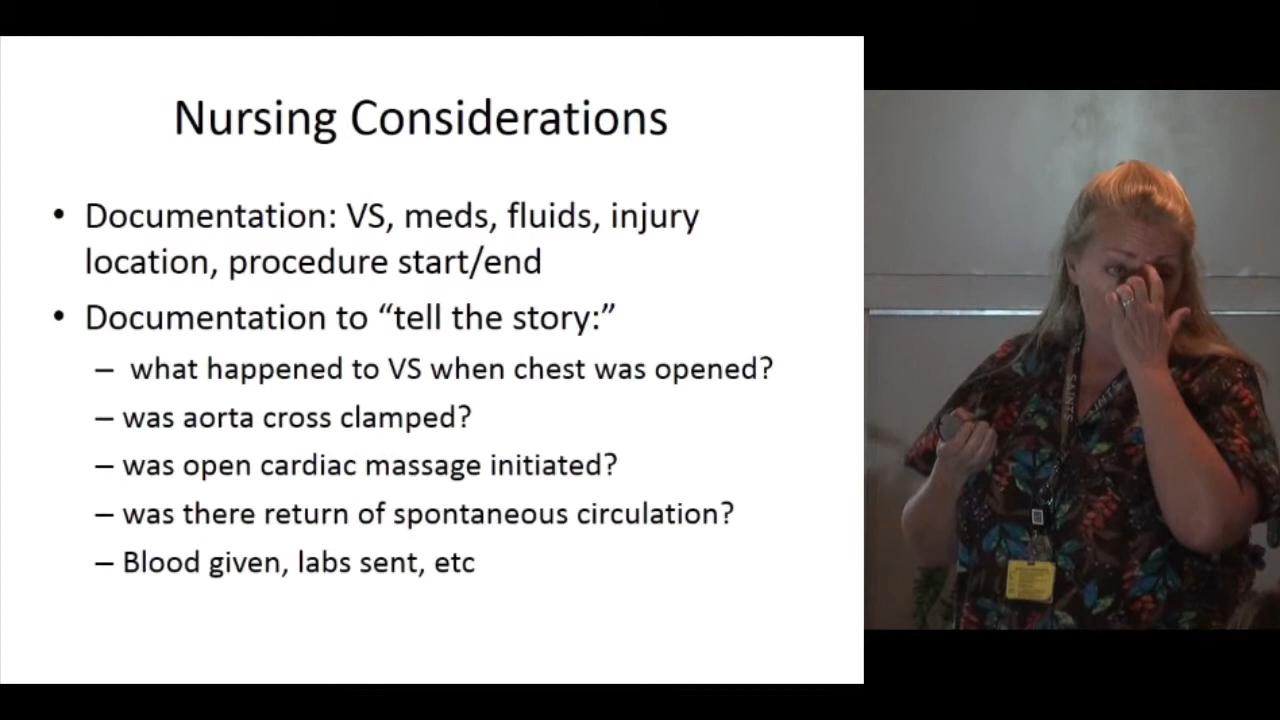 Nursing Considerations
• Documentation: VS, meds, fluids, injury
location, procedure start/end
• Documentation to “tell the story:”
– what happened to VS when chest was opened?
– was aorta cross clamped?
– was open cardiac massage initiated?
– was there return of spontaneous circulation?
– Blood given, labs sent, etc
SAINTS
SAINTS